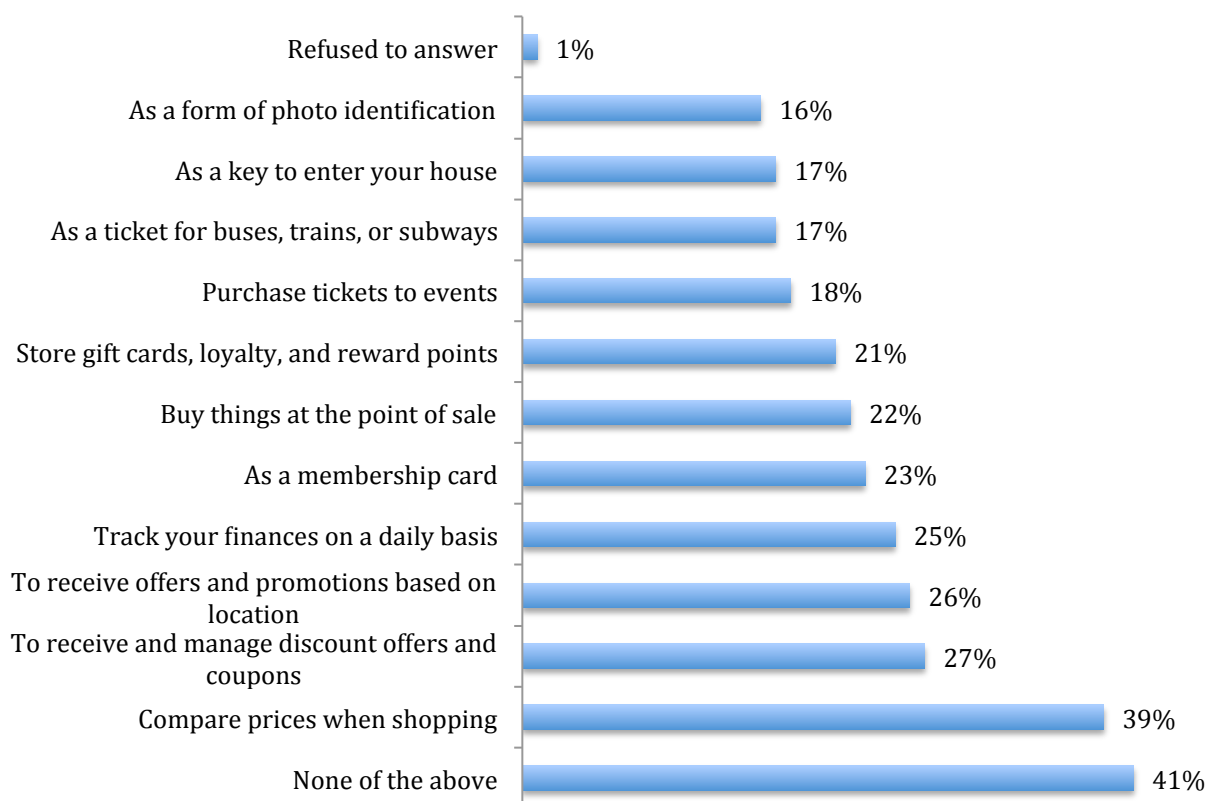 Refused to answer 1%
As a form of photo identification 16%
As a key to enter your house 17%
As a ticket for buses, trains, or subways 17%
Purchase tickets to events 18%
Store gift cards, loyalty, and reward points 21%
Buy things at the point of sale 22%
As a membership card 23%
Track your finances on a daily basis 25%
To receive offers and promotions based on
location 26%
To receive and manage discount offers and
coupons 27%
Compare prices when shopping 39%
None of the above 41%